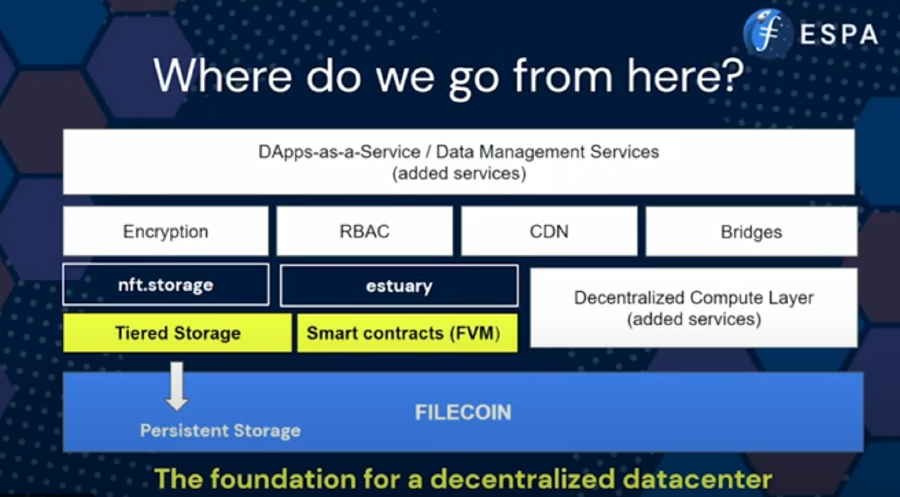 ESPA
Where do we go from here?
DApps-as-a-Service / Data Management Services
(added services)
Encryption
RBAC
CDN
Bridges
nft.storage
estuary
Decentralized Compute Layer
(added services)
Tiered Storage
Smart contracts (FVM)
FILECOIN
Persistent Storage
The foundation for a decentralized datacenter